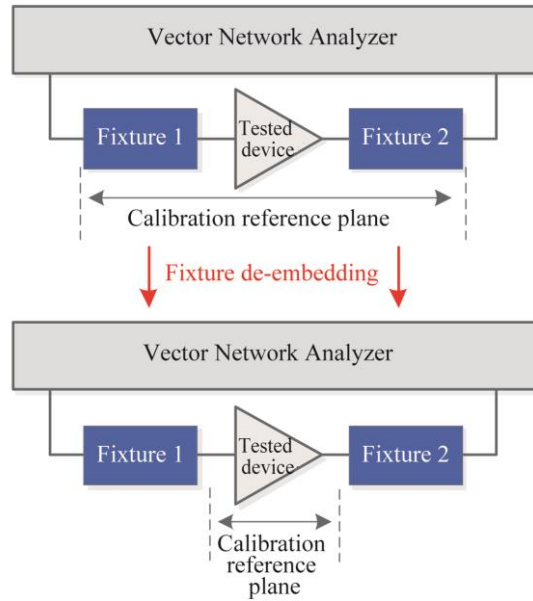 Vector Network Analyzer
Fixture 1
Tested
device
Fixture 2
Calibration reference plane
Fixture de-embedding
Vector Network Analyzer
Fixture 1
Tested
device
Fixture 2
Calibration
reference
plane